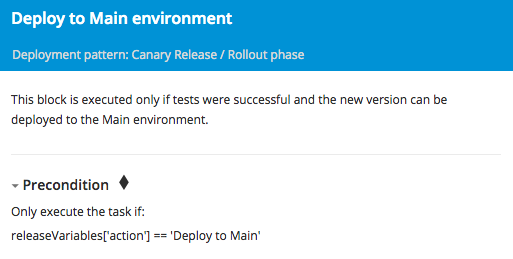 Deploy to Main environment
Deployment pattern: Canary Release / Rollout phase
This block is executed only if tests were successful and the new version can be
deployed to the Main environment.
Precondition
Only execute the task if:
releaseVariables['action'] == 'Deploy to Main'